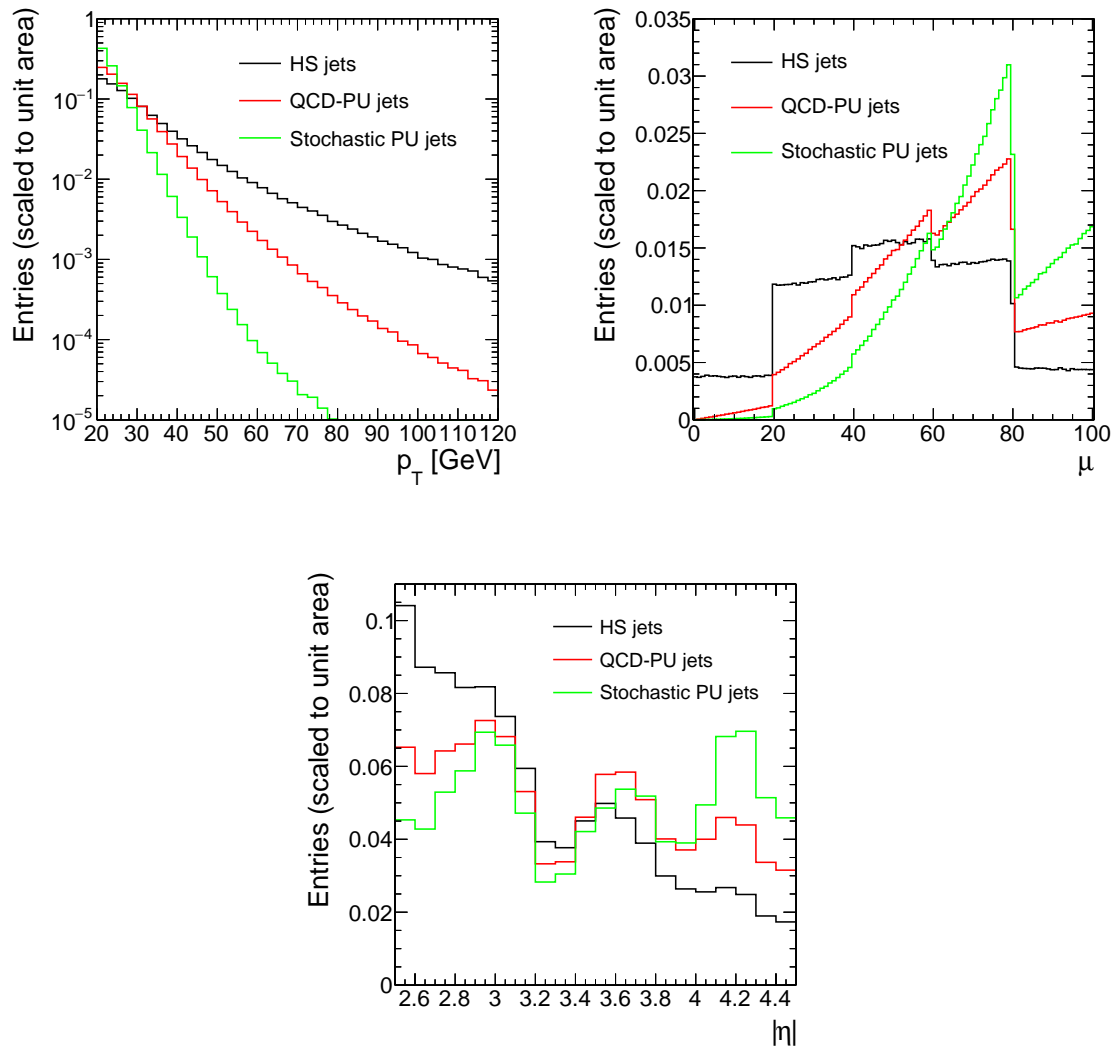 Entries (scaled to unit area)
1
10⁻¹
10⁻²
10⁻³
10⁻⁴
10⁻⁵
HS jets
QCD-PU jets
Stochastic PU jets
20 30 40 50 60 70 80 90 100 110 120
p_T [GeV]
Entries (scaled to unit area)
0.035
0.03
0.025
0.02
0.015
0.01
0.005
0
HS jets
QCD-PU jets
Stochastic PU jets
0 20 40 60 80 100
μ
Entries (scaled to unit area)
0.1
0.08
0.06
0.04
0.02
0
HS jets
QCD-PU jets
Stochastic PU jets
2.6 2.8 3 3.2 3.4 3.6 3.8 4 4.2 4.4
|η|